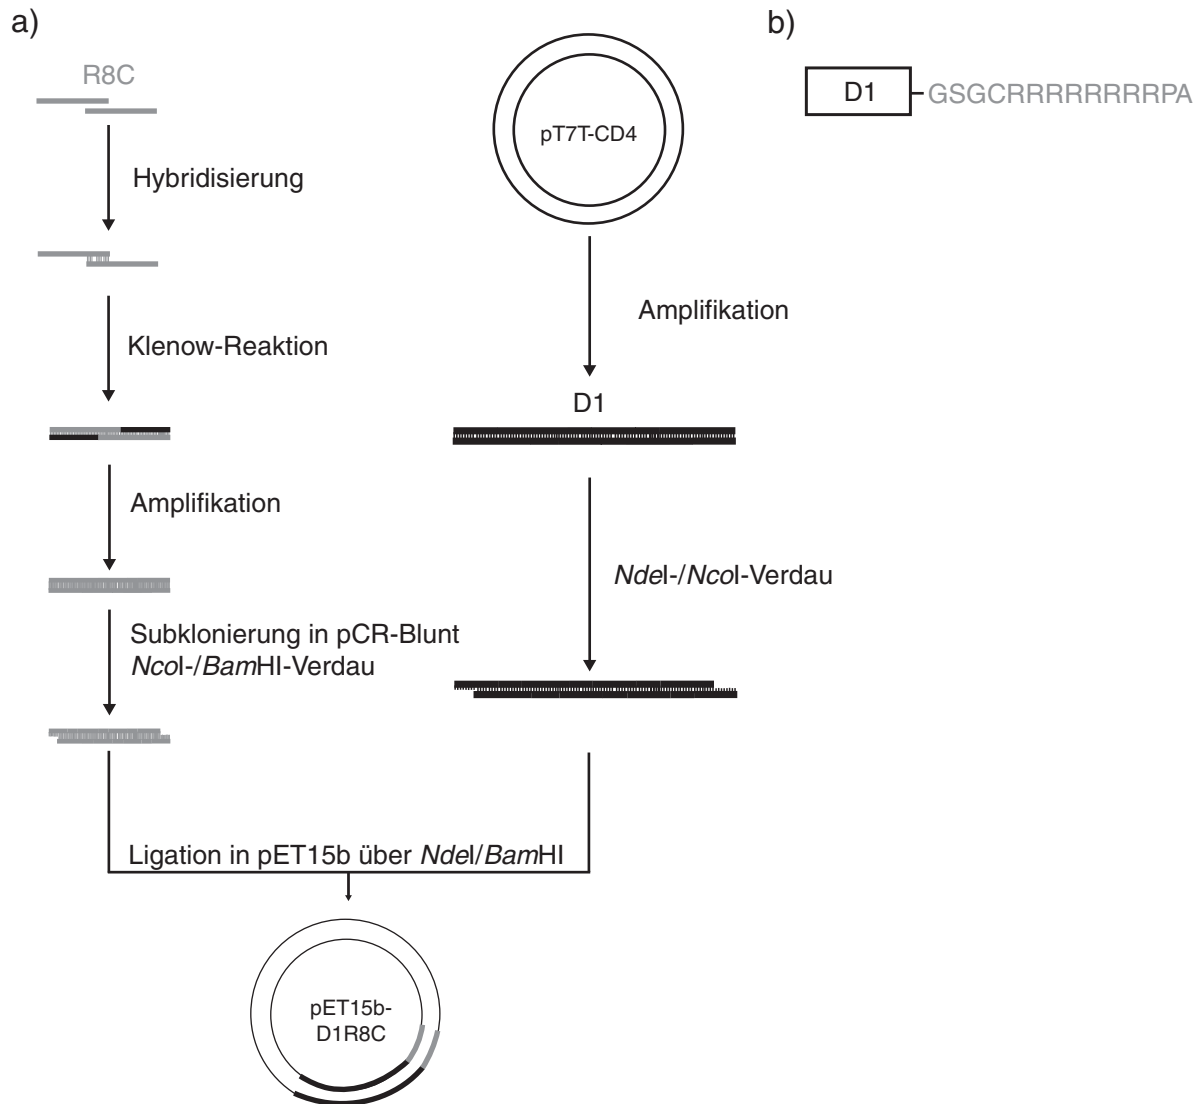 a)
R8C
Hybridisierung
Klenow-Reaktion
Amplifikation
Subklonierung in pCR-Blunt
NcoI-/BamHI-Verdau
pT7T-CD4
Amplifikation
D1
NdeI-/NcoI-Verdau
Ligation in pET15b über NdeI/BamHI
pET15b-
D1R8C
b)
D1
GSGCRRRRRRRRPA